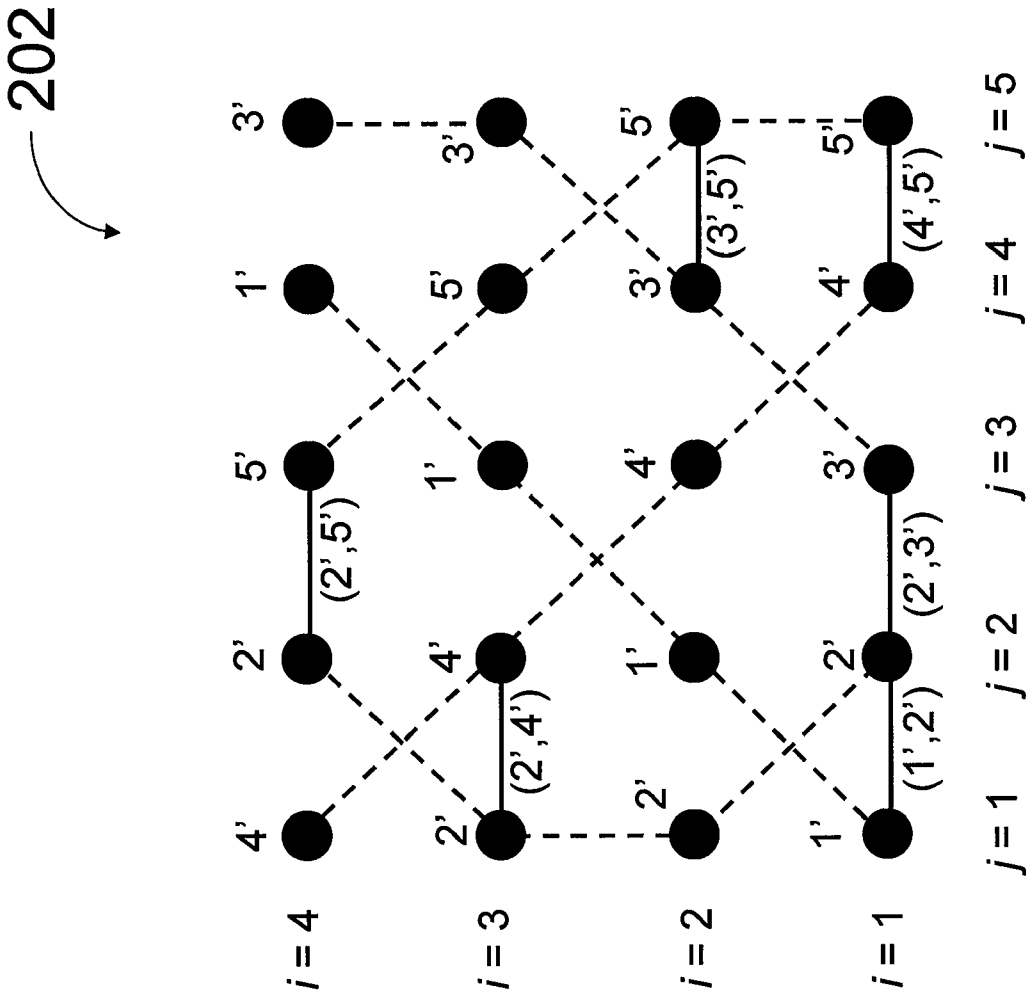 202
4' 2' 5' 1' 3'
i = 4
(2',5')
2' 4' 1' 5' 3'
i = 3
(2',4')
2' 1' 4' 3' 5'
i = 2
(3',5')
1' 2' 3' 4' 5'
i = 1
(1',2') (2',3') (4',5')
j = 1 j = 2 j = 3 j = 4 j = 5